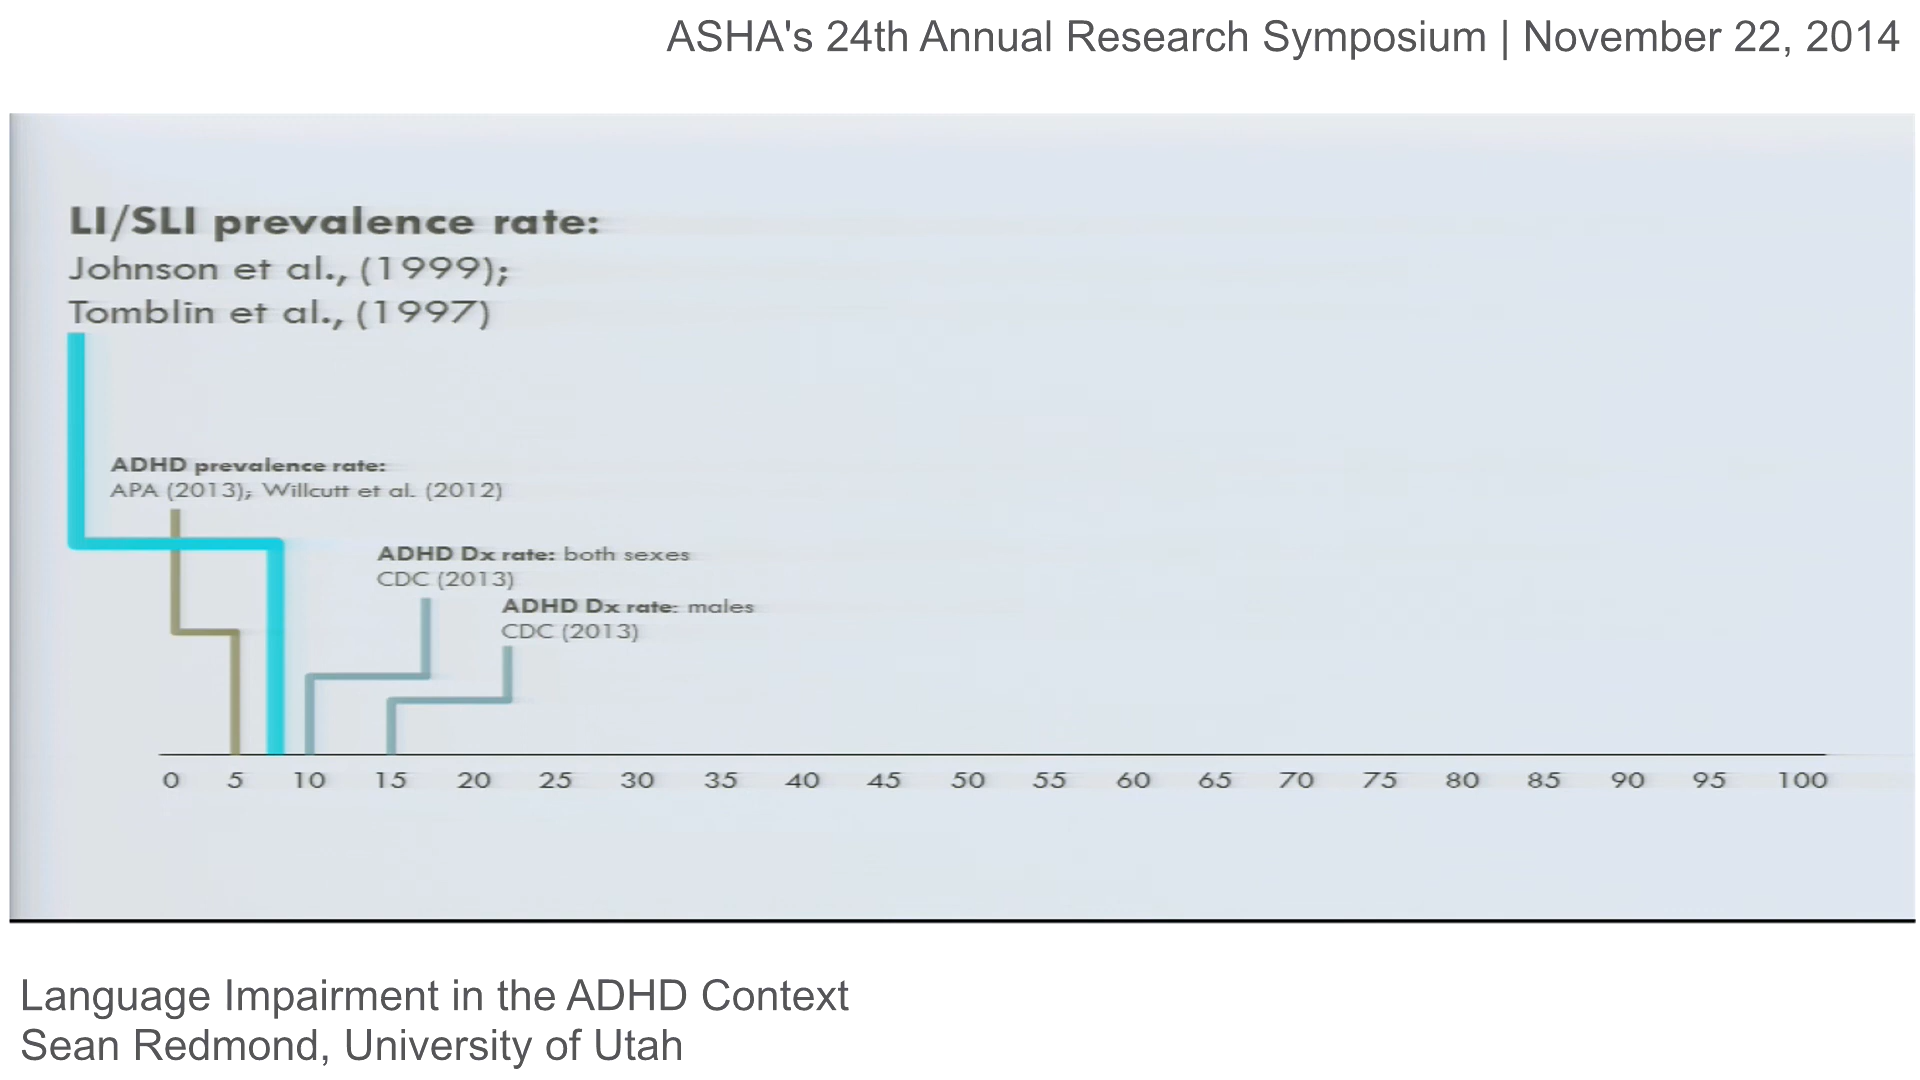 ASHA's 24th Annual Research Symposium | November 22, 2014
LI/SLI prevalence rate:
Johnson et al., (1999);
Tomblin et al., (1997)
ADHD prevalence rate:
APA (2013); Willcutt et al. (2012)
ADHD Dx rate: both sexes
CDC (2013)
ADHD Dx rate: males
CDC (2013)
0 5 10 15 20 25 30 35 40 45 50 55 60 65 70 75 80 85 90 95 100
Language Impairment in the ADHD Context
Sean Redmond, University of Utah